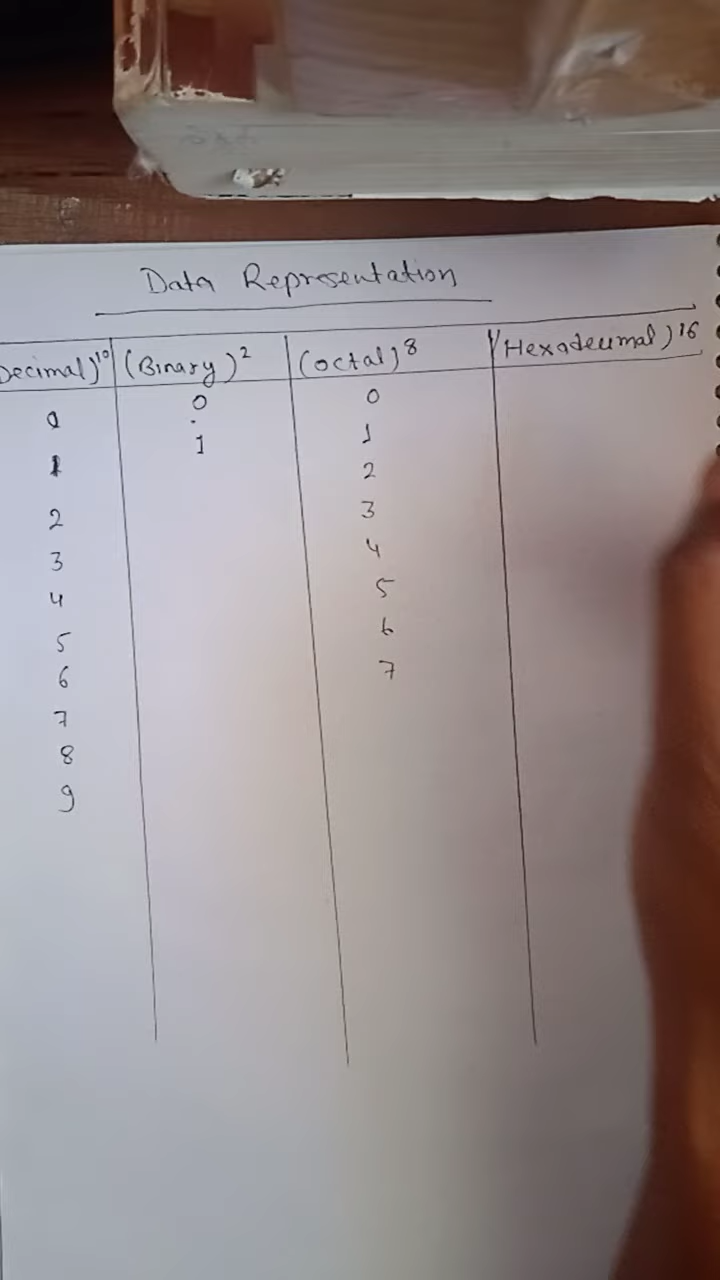 Data Representation
Decimal)10 (Binary)2 (Octal)8 (Hexadecimal)16
0 0 0
1 1 1
2 2
3 3
4 4
5 5
6 6
7 7
8
9